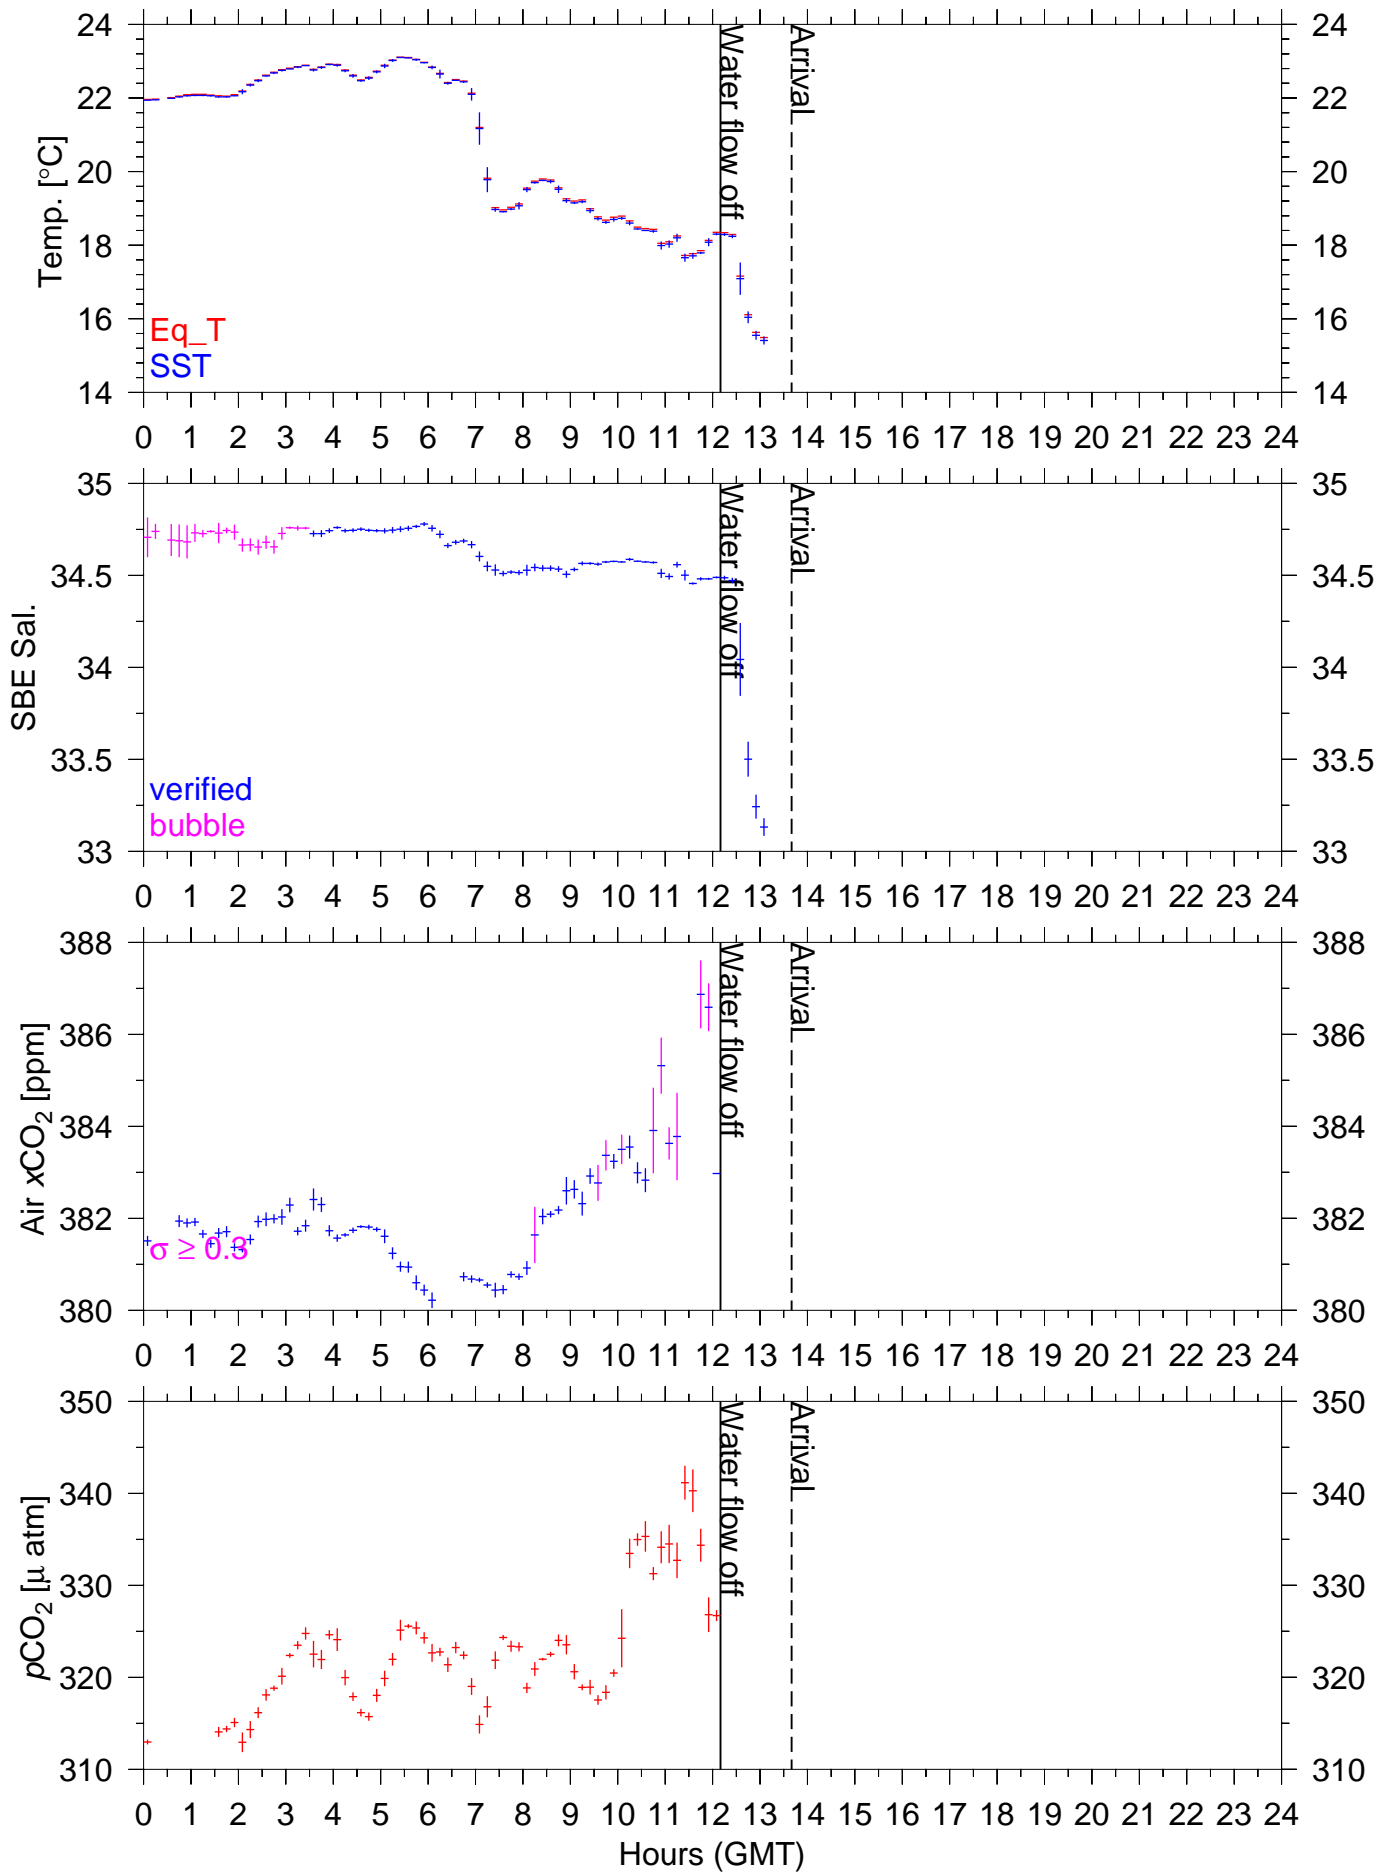 24 24
22 22
20 20
18 18
16 16
14 14
Temp. [°C]
Eq_T
SST
Water flow off
Arrival
0 1 2 3 4 5 6 7 8 9 10 11 12 13 14 15 16 17 18 19 20 21 22 23 24
35 35
34.5 34.5
34 34
33.5 33.5
33 33
SBE Sal.
verified
bubble
Water flow off
Arrival
0 1 2 3 4 5 6 7 8 9 10 11 12 13 14 15 16 17 18 19 20 21 22 23 24
388 388
386 386
384 384
382 382
380 380
Air xCO₂ [ppm]
σ ≥ 0.3
Water flow off
Arrival
0 1 2 3 4 5 6 7 8 9 10 11 12 13 14 15 16 17 18 19 20 21 22 23 24
350 350
340 340
330 330
320 320
310 310
pCO₂ [μ atm]
Water flow off
Arrival
0 1 2 3 4 5 6 7 8 9 10 11 12 13 14 15 16 17 18 19 20 21 22 23 24
Hours (GMT)